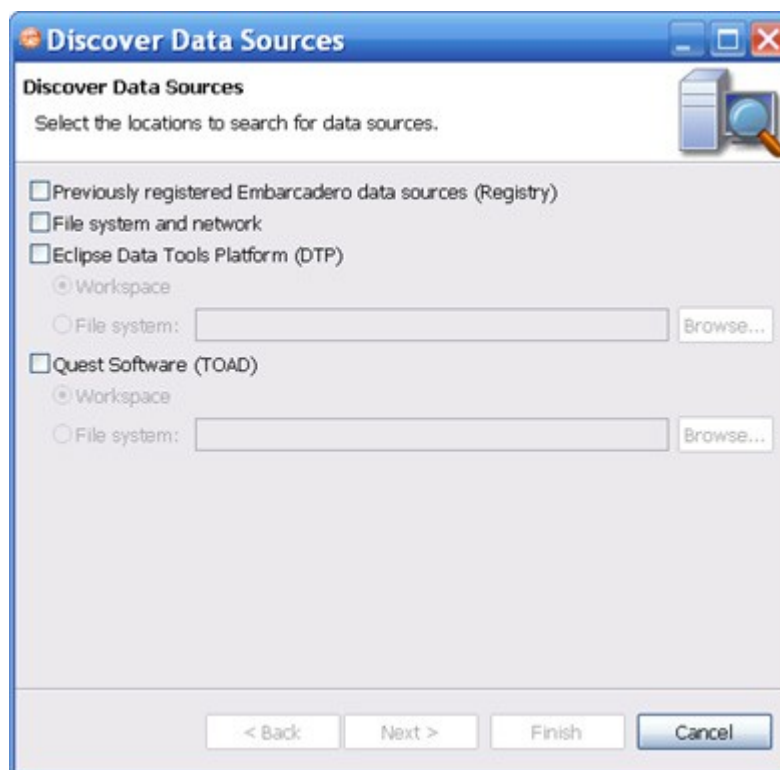 Discover Data Sources
Discover Data Sources
Select the locations to search for data sources.
Previously registered Embarcadero data sources (Registry)
File system and network
Eclipse Data Tools Platform (DTP)
Workspace
File system: Browse...
Quest Software (TOAD)
Workspace
File system: Browse...
< Back Next > Finish Cancel